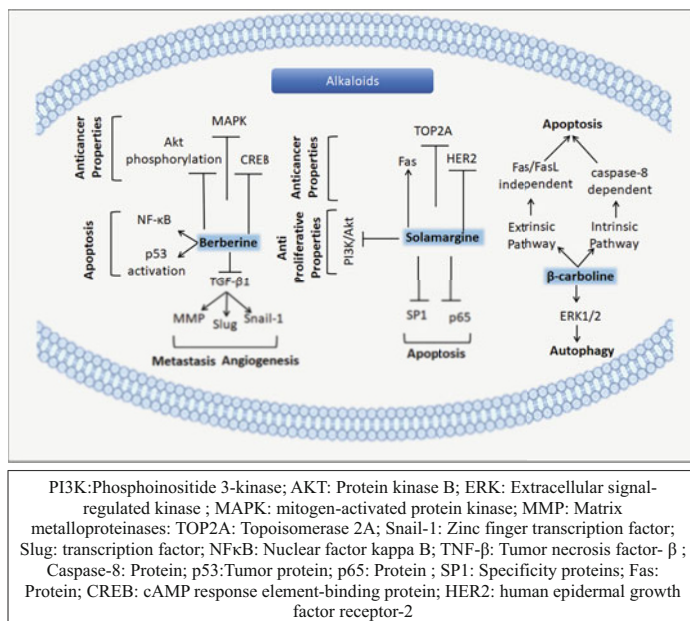 Alkaloids
Anticancer
Properties
MAPK
Akt
phosphorylation
CREB
Apoptosis
NF-κB
p53
activation
Berberine
TGF-β1
MMP
Slug
Snail-1
Metastasis Angiogenesis
Anticancer
Properties
TOP2A
Fas
HER2
Anti
Proliferative
Properties
PI3K/Akt
Solamargine
SP1
p65
Apoptosis
Apoptosis
Fas/FasL
independent
caspase-8
dependent
Extrinsic
Pathway
Intrinsic
Pathway
β-carboline
ERK1/2
Autophagy
PI3K:Phosphoinositide 3-kinase; AKT: Protein kinase B; ERK: Extracellular signal-
regulated kinase ; MAPK: mitogen-activated protein kinase; MMP: Matrix
metalloproteinases: TOP2A: Topoisomerase 2A; Snail-1: Zinc finger transcription factor;
Slug: transcription factor; NFκB: Nuclear factor kappa B; TNF-β: Tumor necrosis factor- β ;
Caspase-8: Protein; p53:Tumor protein; p65: Protein ; SP1: Specificity proteins; Fas:
Protein; CREB: cAMP response element-binding protein; HER2: human epidermal growth
factor receptor-2